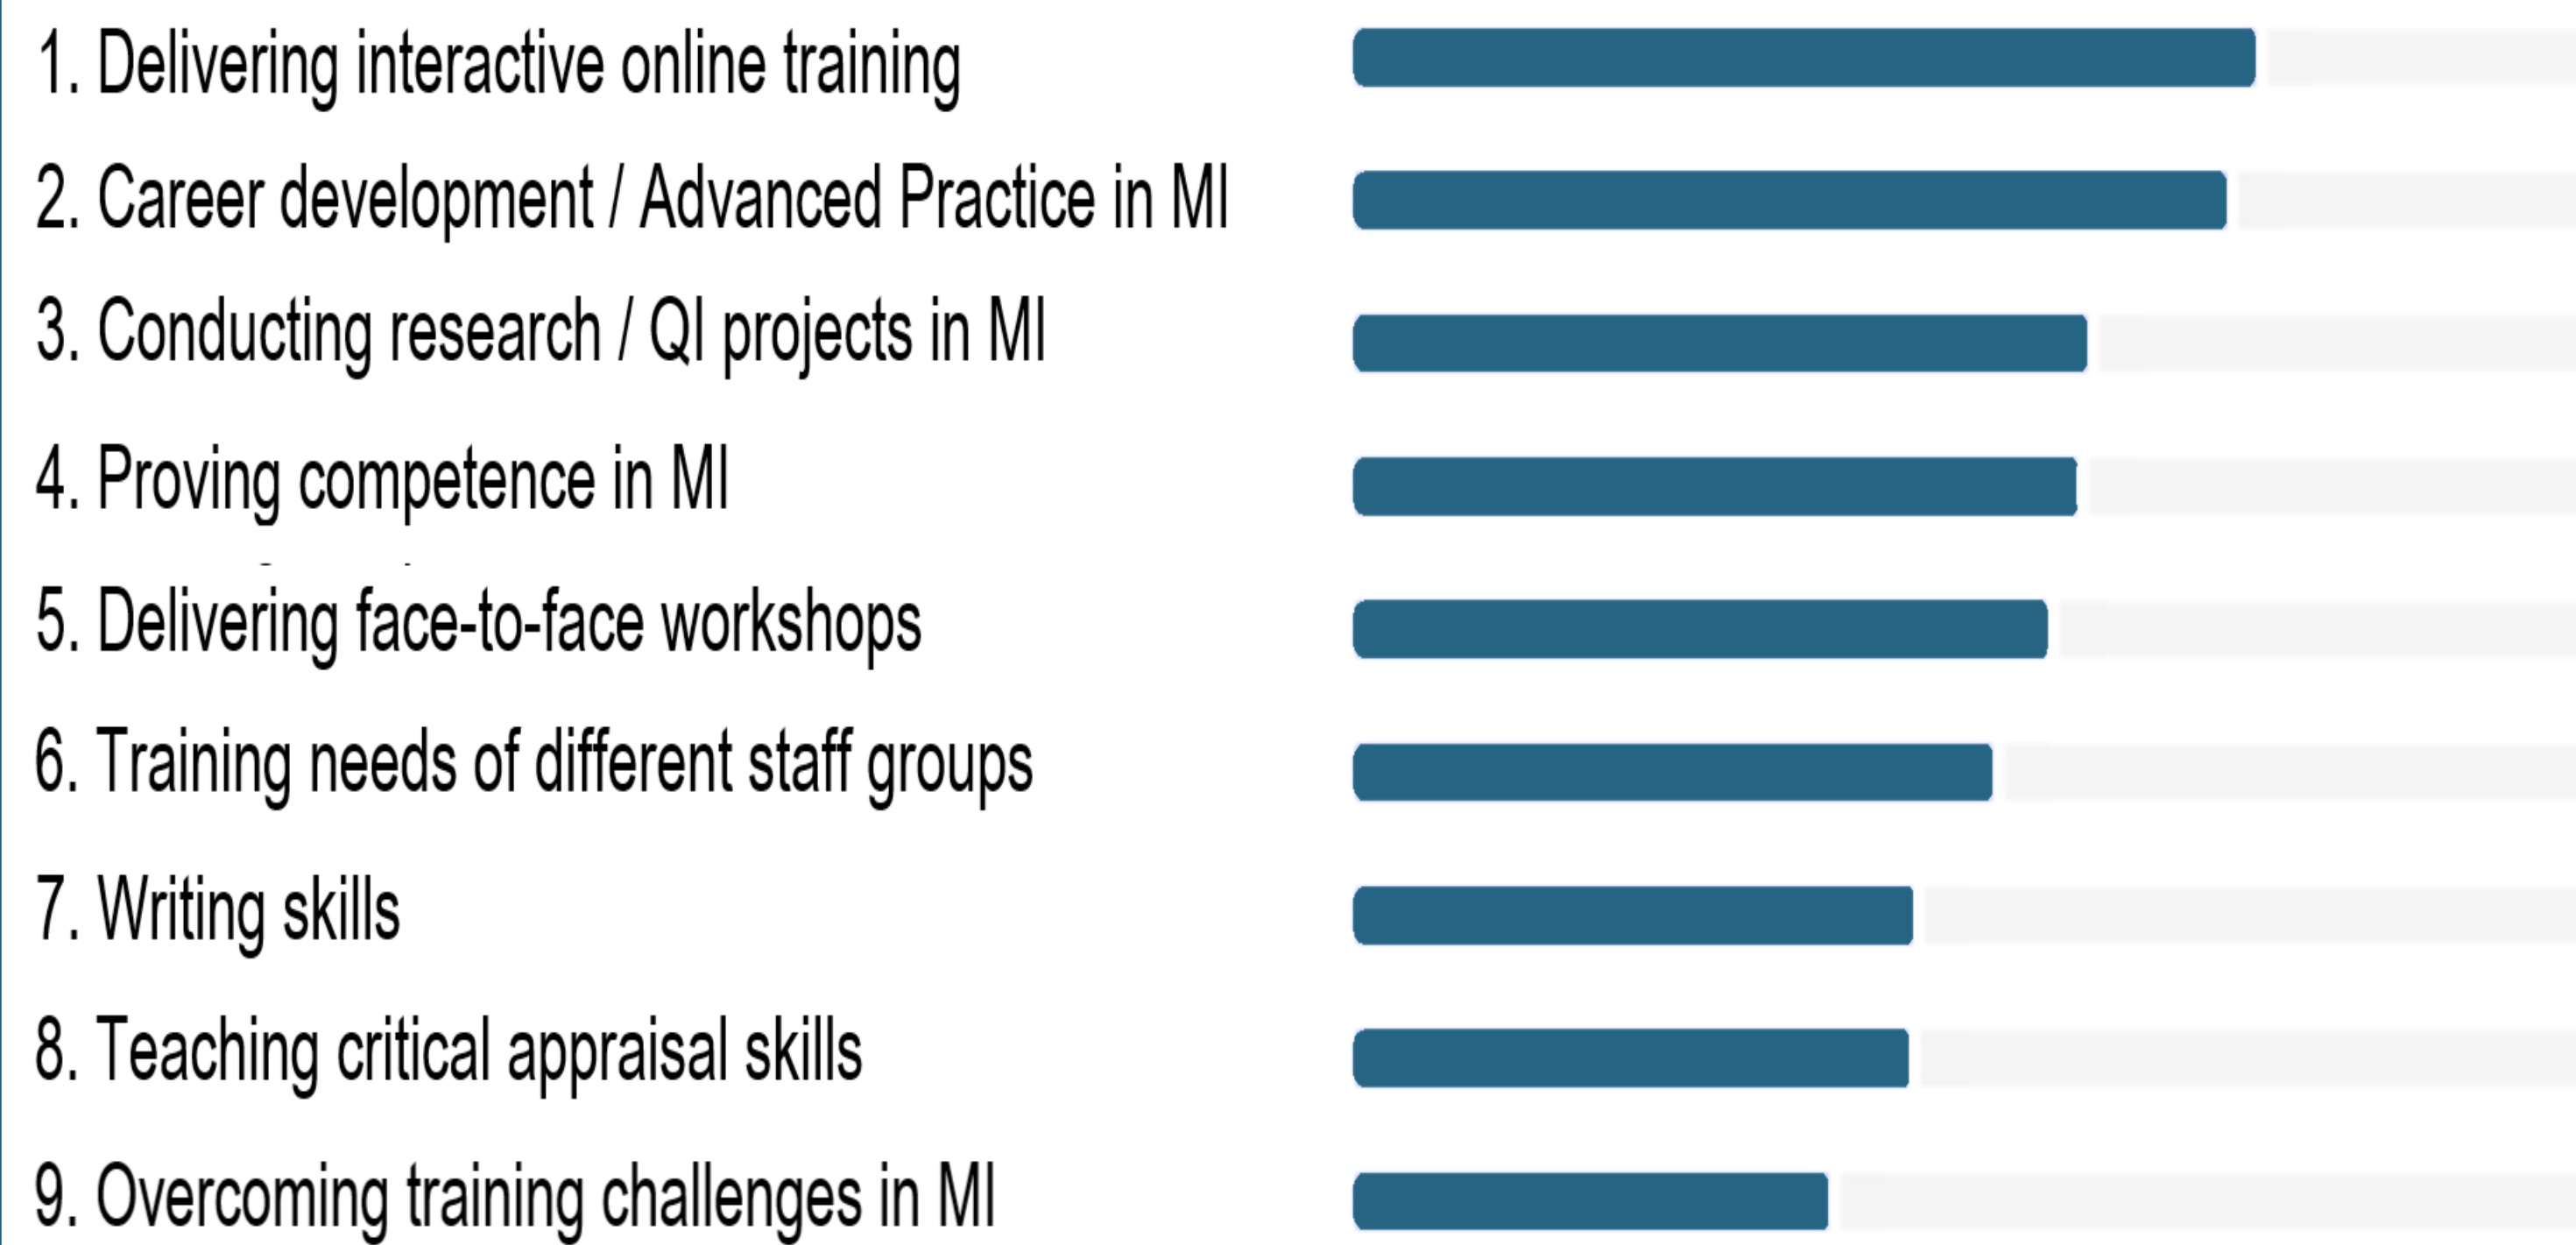 1. Delivering interactive online training
2. Career development / Advanced Practice in MI
3. Conducting research / QI projects in MI
4. Proving competence in MI
5. Delivering face-to-face workshops
6. Training needs of different staff groups
7. Writing skills
8. Teaching critical appraisal skills
9. Overcoming training challenges in MI